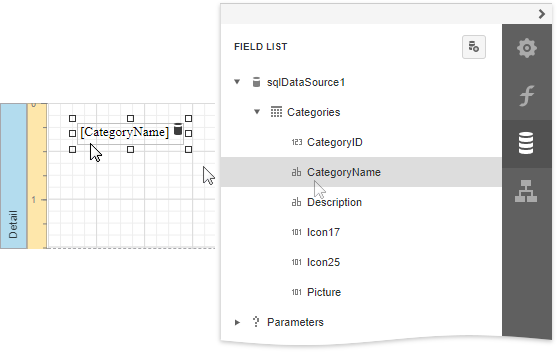 0
[CategoryName]
1
Detail
FIELD LIST
sqlDataSource1
Categories
123 CategoryID
ab CategoryName
ab Description
101 Icon17
101 Icon25
101 Picture
? Parameters